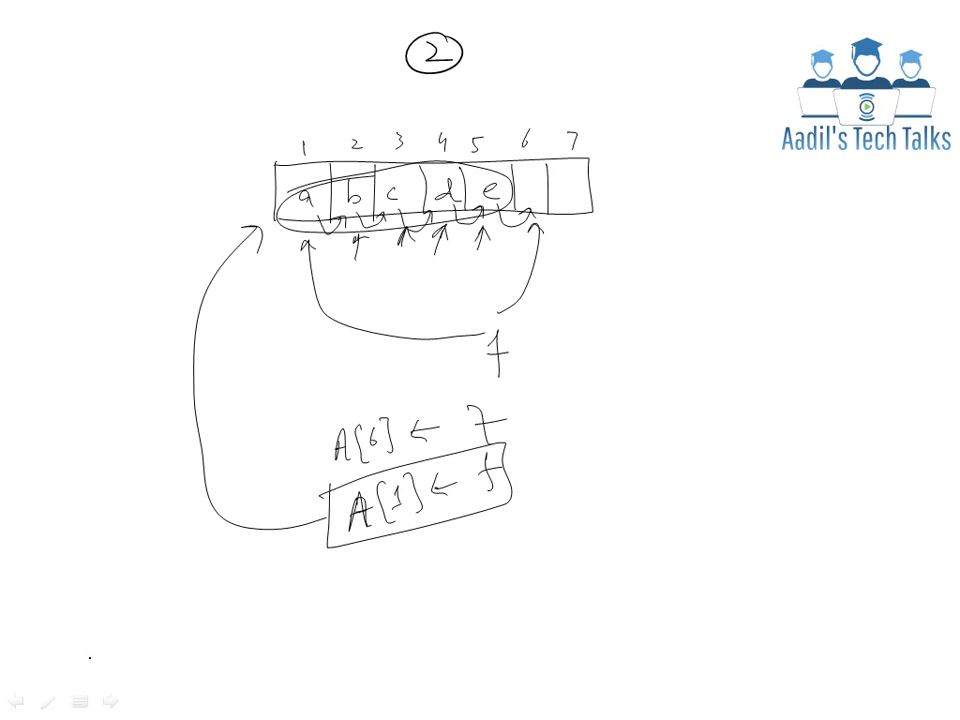 2
1 2 3 4 5 6 7
a b c d e
f
A[6] ← f
A[1] ← f
Aadil's Tech Talks